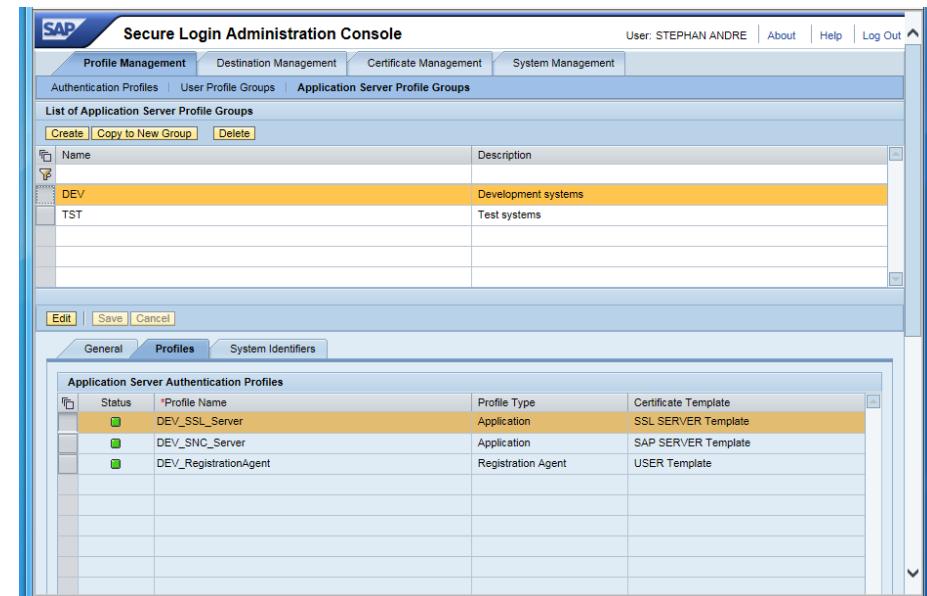 SAP Secure Login Administration Console User: STEPHAN ANDRE About Help Log Out
Profile Management Destination Management Certificate Management System Management
Authentication Profiles User Profile Groups Application Server Profile Groups
List of Application Server Profile Groups
Create Copy to New Group Delete
Name Description
DEV Development systems
TST Test systems
Edit Save Cancel
General Profiles System Identifiers
Application Server Authentication Profiles
Status *Profile Name Profile Type Certificate Template
DEV_SSL_Server Application SSL SERVER Template
DEV_SNC_Server Application SAP SERVER Template
DEV_RegistrationAgent Registration Agent USER Template